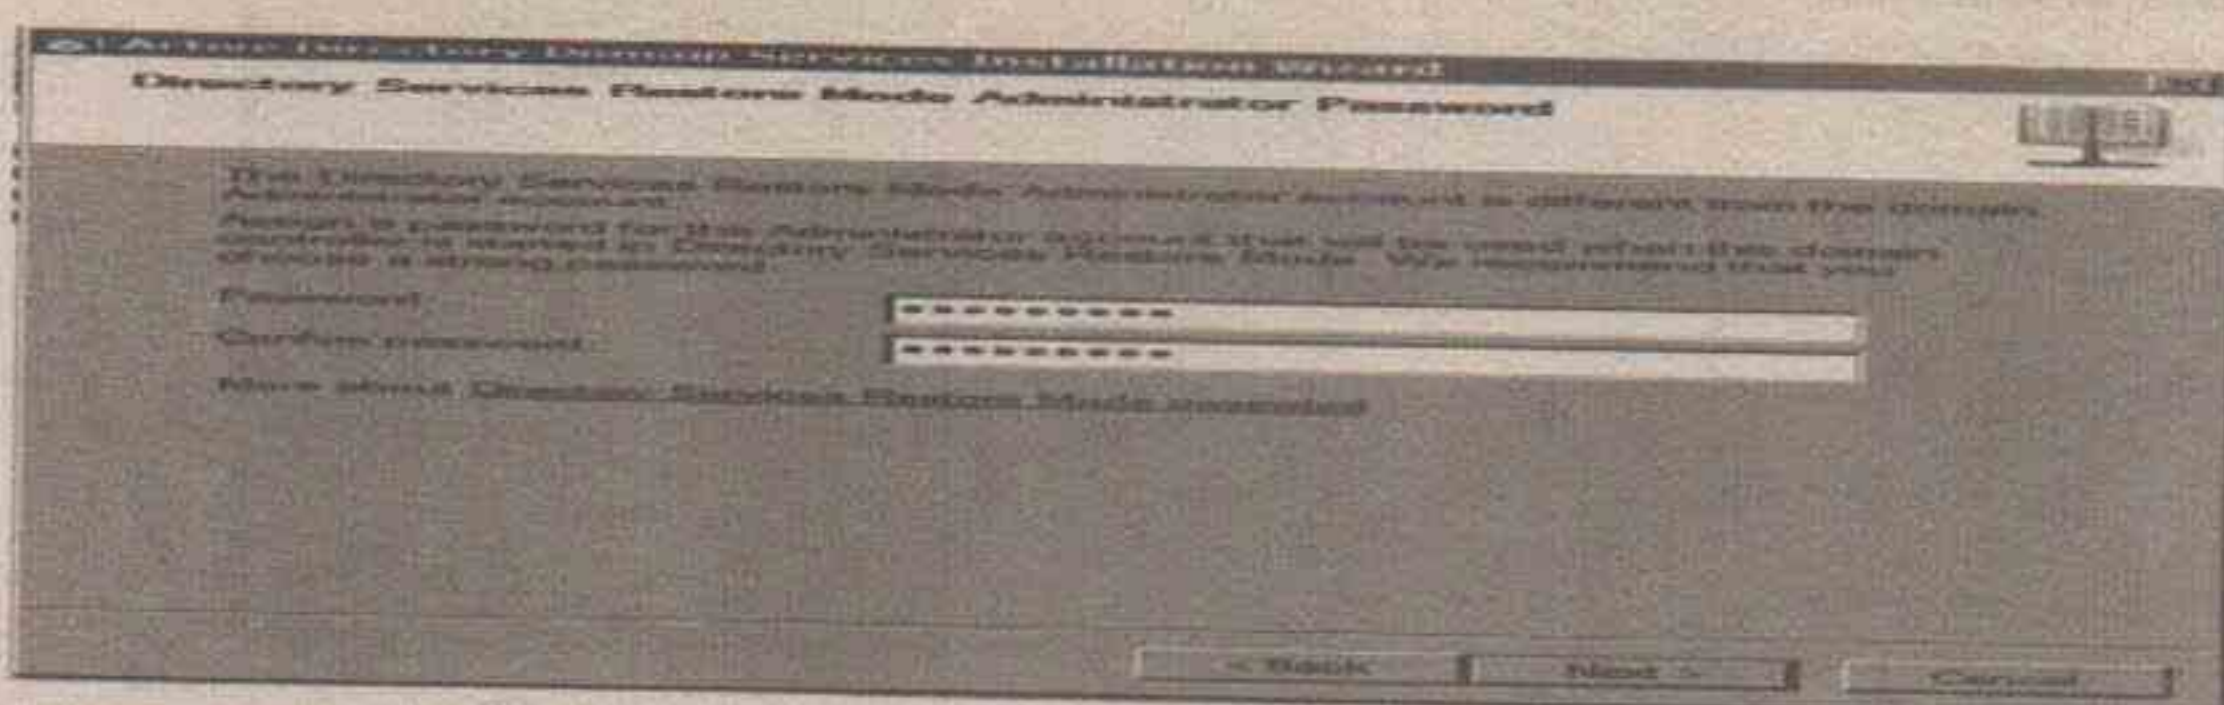 Active Directory Domain Services Installation Wizard
Directory Services Restore Mode Administrator Password
The Directory Services Restore Mode Administrator account is different from the domain
Administrator account.
Assign a password for the Administrator account that will be used when this domain
controller is started in Directory Services Restore Mode. We recommend that you
choose a strong password.
Password:
Confirm password:
More about Directory Services Restore Mode password
< Back
Next >
Cancel